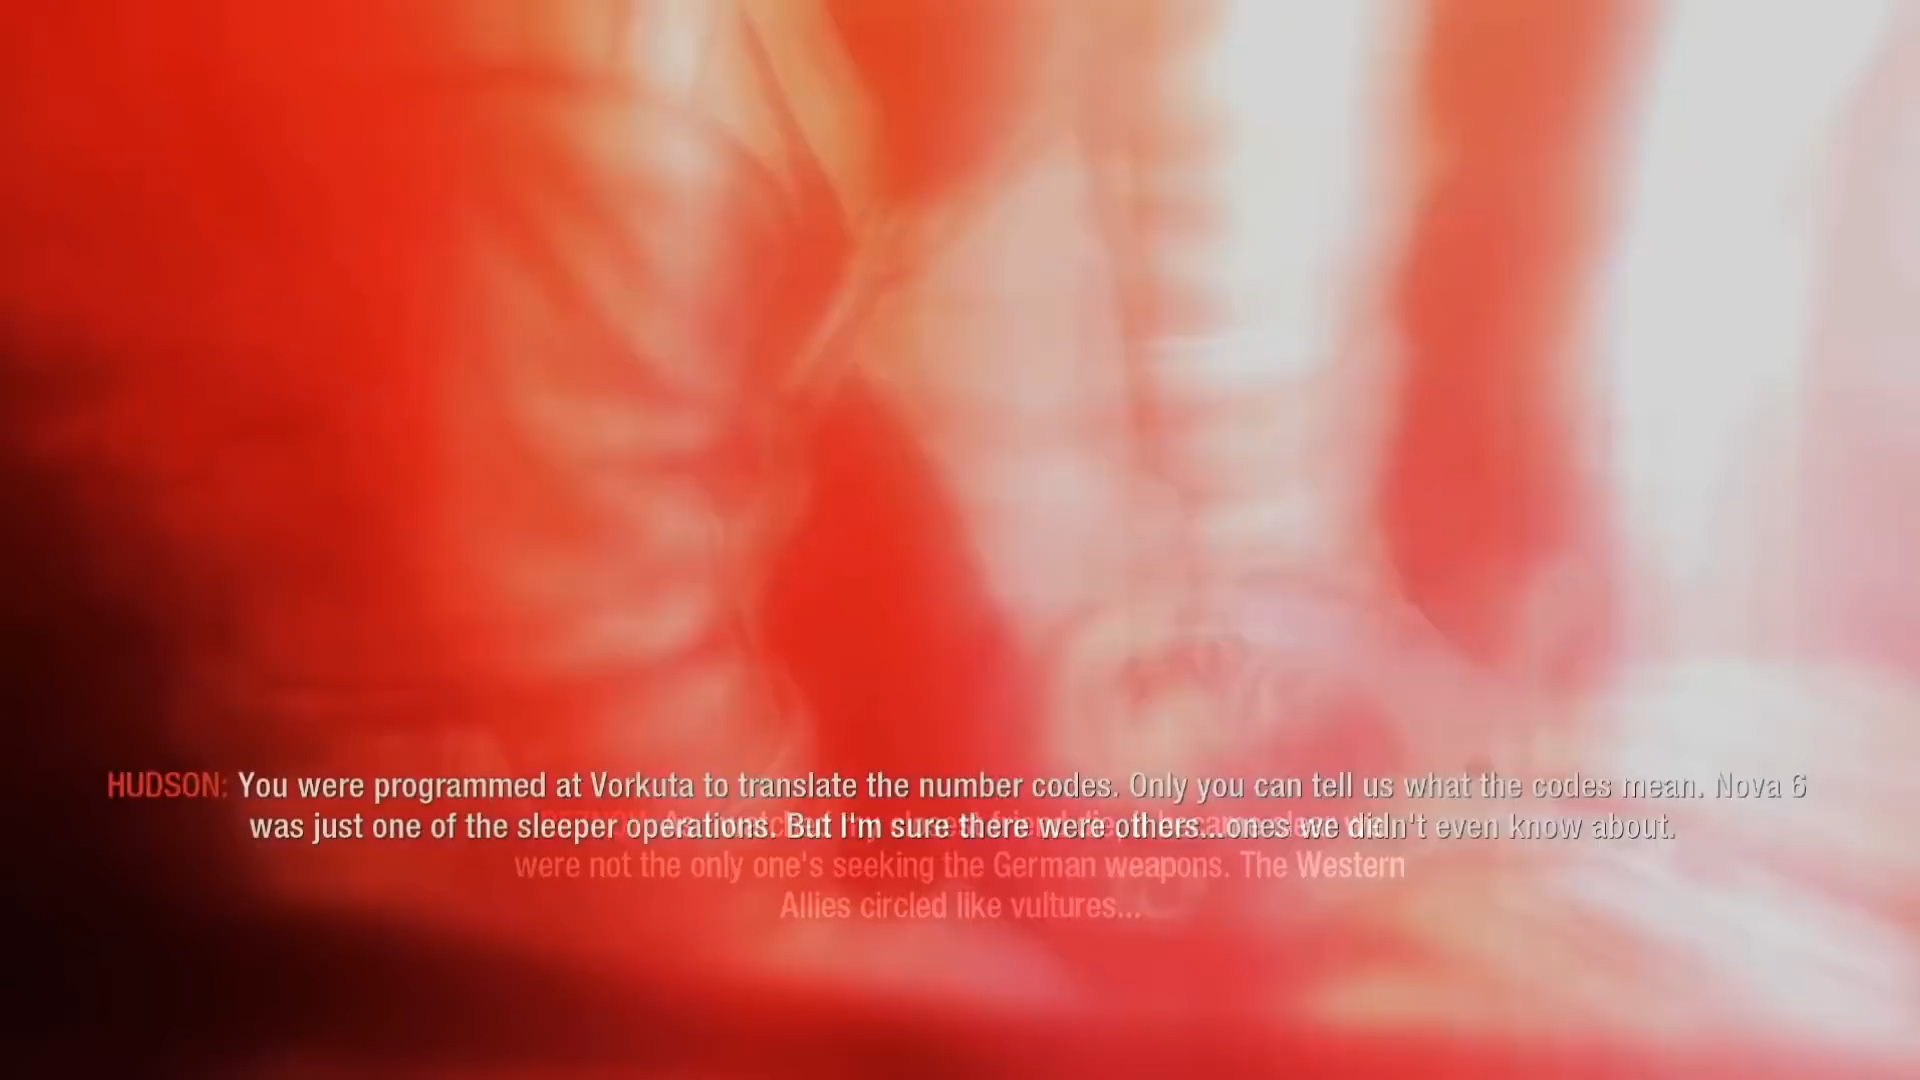 HUDSON: You were programmed at Vorkuta to translate the number codes. Only you can tell us what the codes mean. Nova 6
was just one of the sleeper operations. But I'm sure there were others...ones we didn't even know about.
were not the only one's seeking the German weapons. The Western
Allies circled like vultures...